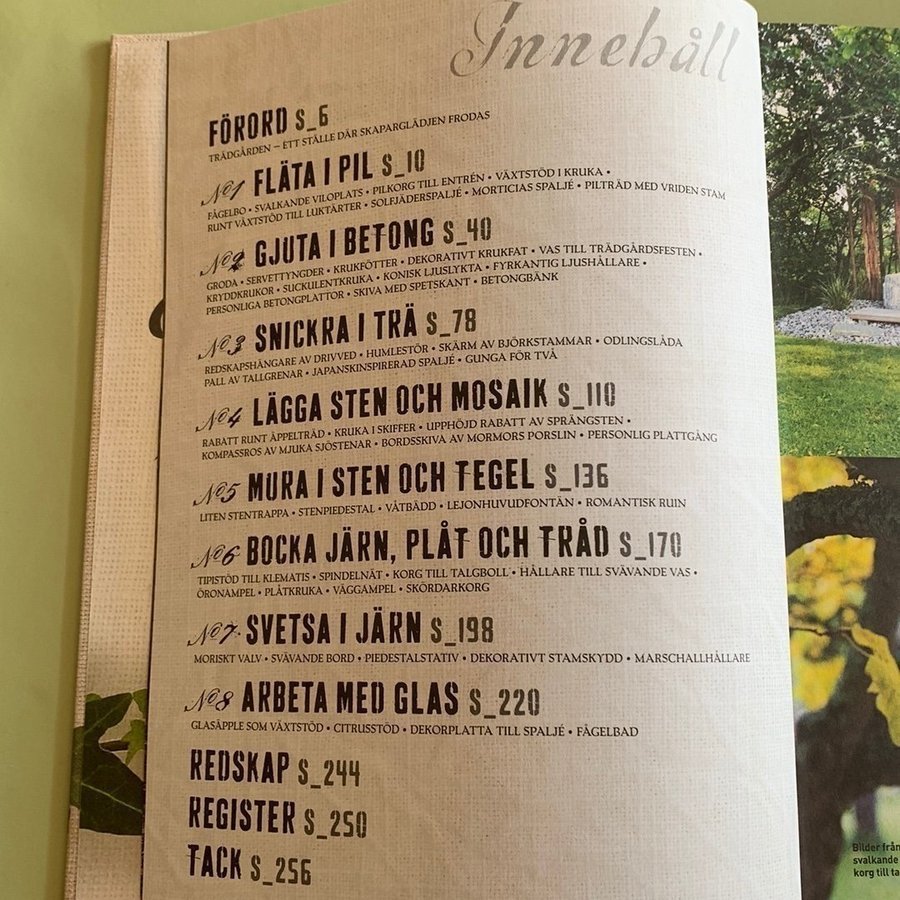 Innehåll
FÖRORD S_6
TRÄDGÅRDEN – ETT STÄLLE DÄR SKAPARGLÄDJEN FRODAS
No1 FLÄTA I PIL S_10
FÅGELBO • SVALKANDE VILOPLATS • PILKORG TILL ENTRÉN • VÄXTSTÖD I KRUKA •
RUNT VÄXTSTÖD TILL LUKTÄRTER • SOLFJÄDERSPALJÉ • MORTICIAS SPALJÉ • PILTRÄD MED VRIDEN STAM
No2 GJUTA I BETONG S_40
GRODA • SERVETTYNGDER • KRUKFÖTTER • DEKORATIVT KRUKFAT • VAS TILL TRÄDGÅRDSFESTEN •
KRYDDKRUKOR • SUCKULENTKRUKA • KONISK LJUSLYKTA • FYRKANTIG LJUSHÅLLARE •
PERSONLIGA BETONGPLATTOR • SKIVA MED SPETSKANT • BETONGBÄNK
No3 SNICKRA I TRÄ S_78
REDSKAPSHÄNGARE AV DRIVVED • HUMLESTÖR • SKÄRM AV BJÖRKSTAMMAR • ODLINGSLÅDA
PALL AV TALLGRENAR • JAPANSKINSPIRERAD SPALJÉ • GUNGA FÖR TVÅ
No4 LÄGGA STEN OCH MOSAIK S_110
RABATT RUNT ÄPPELTRÄD • KRUKA I SKIFFER • UPPHÖJD RABATT AV SPRÄNGSTEN •
KOMPASSROS AV MJUKA SJÖSTENAR • BORDSSKIVA AV MORMORS PORSLIN • PERSONLIG PLATTGÅNG
No5 MURA I STEN OCH TEGEL S_136
LITEN STENTRAPPA • STENPIEDESTAL • VÅTBÄDD • LEJONHUVUDFONTÄN • ROMANTISK RUIN
No6 BOCKA JÄRN, PLÅT OCH TRÅD S_170
TIPISTÖD TILL KLEMATIS • SPINDELNÄT • KORG TILL TALGBOLL • HÅLLARE TILL SVÄVANDE VAS •
ÖRONAMPEL • PLÅTKRUKA • VÄGGAMPEL • SKÖRDARKORG
No7 SVETSA I JÄRN S_198
MORISKT VALV • SVÄVANDE BORD • PIEDESTALSTATIV • DEKORATIVT STAMSKYDD • MARSCHALLHÅLLARE
No8 ARBETA MED GLAS S_220
GLASÄPPLE SOM VÄXTSTÖD • CITRUSSTÖD • DEKORPLATTA TILL SPALJÉ • FÅGELBAD
REDSKAP S_244
REGISTER S_250
TACK S_256
Bilder från
svalkande
korg till ta